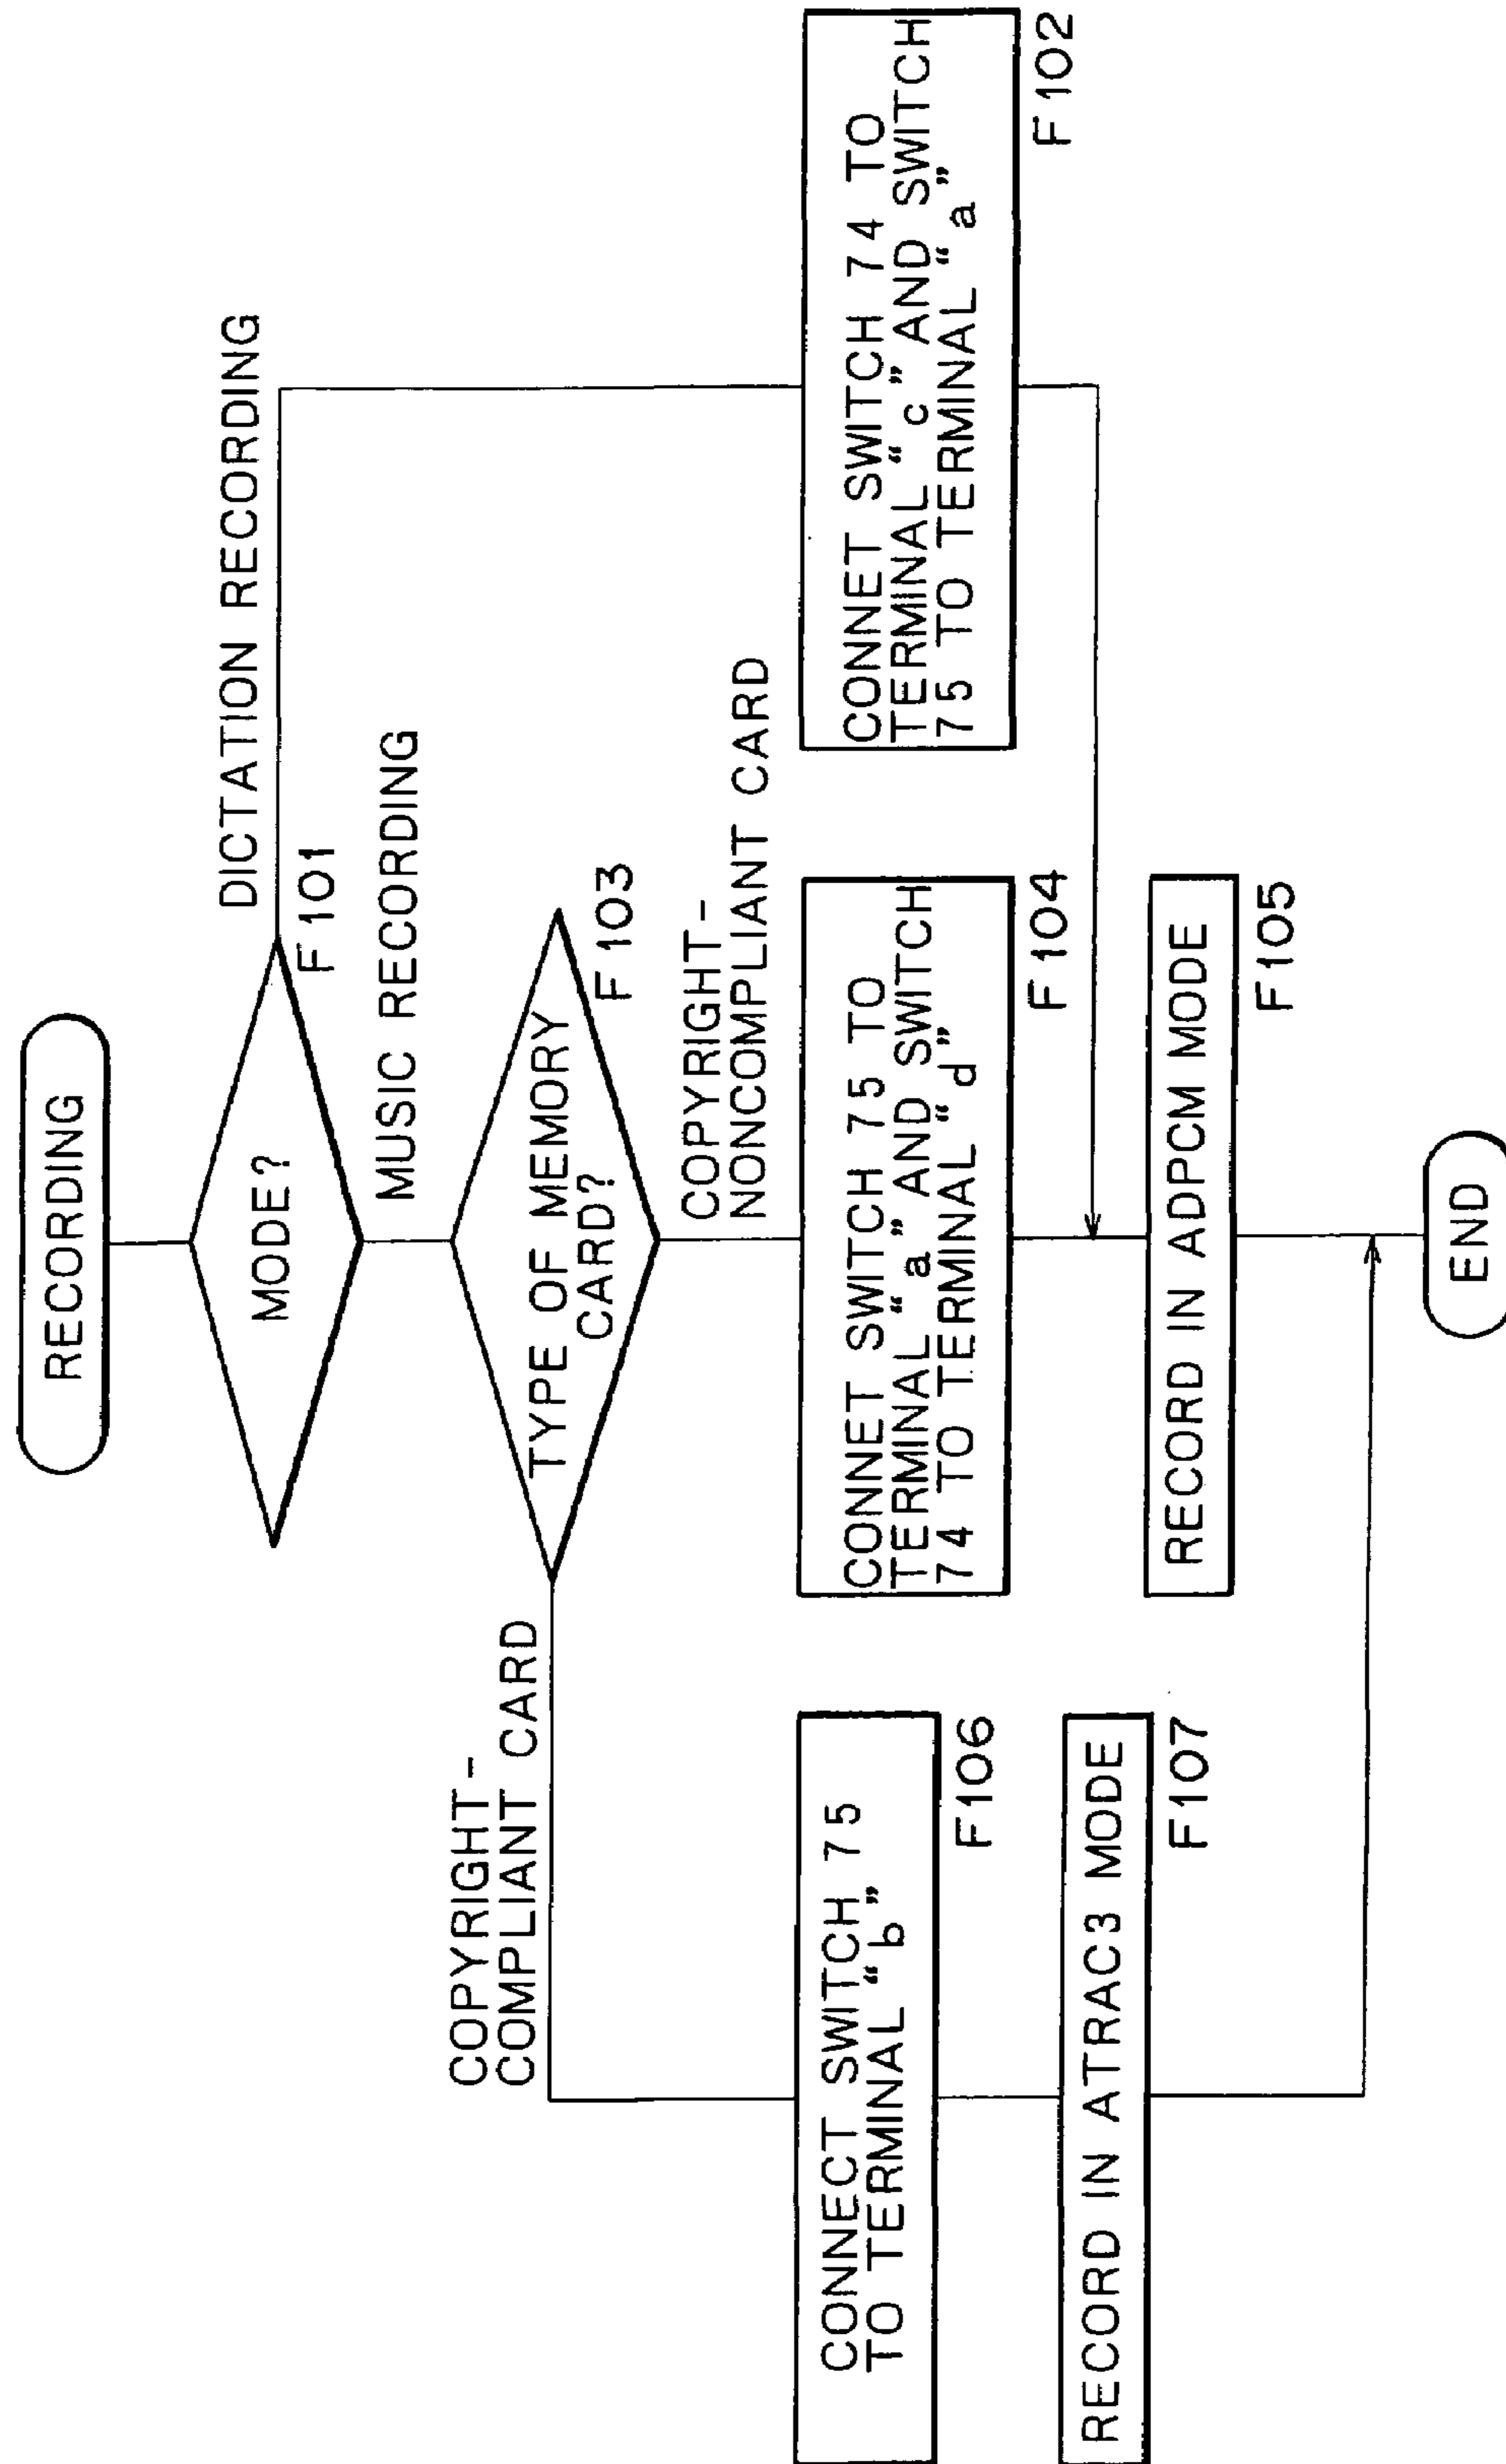 RECORDING
MODE?
F101
DICTATION RECORDING
MUSIC RECORDING
TYPE OF MEMORY
CARD?
F103
COPYRIGHT-
COMPLIANT CARD
COPYRIGHT-
NONCOMPLIANT CARD
CONNECT SWITCH 75
TO TERMINAL “b”
F106
CONNET SWITCH 75 TO
TERMINAL “a” AND SWITCH
74 TO TERMINAL “d”
F104
CONNET SWITCH 74 TO
TERMINAL “c” AND SWITCH
75 TO TERMINAL “a”
F102
RECORD IN ATRAC3 MODE
F107
RECORD IN ADPCM MODE
F105
END